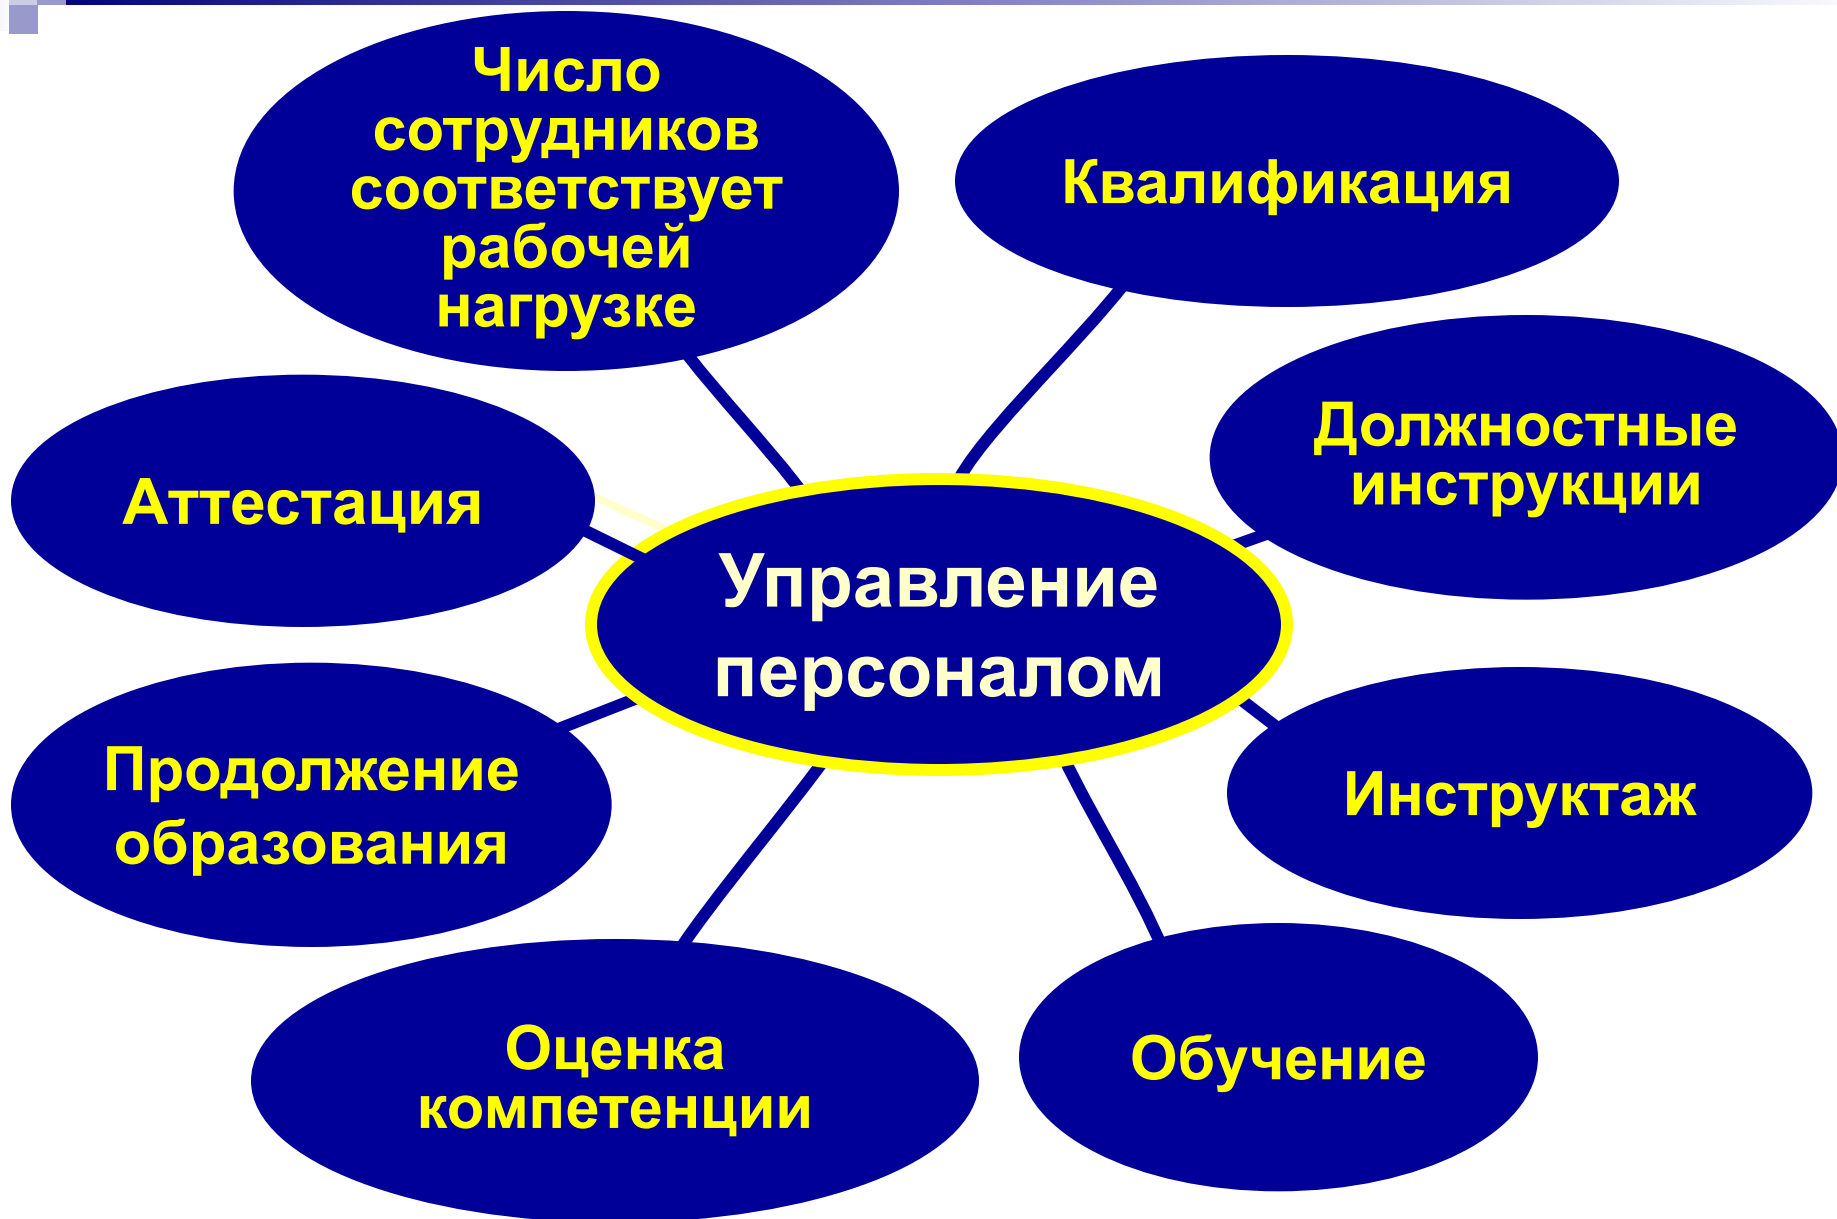 Число
сотрудников
соответствует
рабочей
нагрузке
Квалификация
Должностные
инструкции
Аттестация
Управление
персоналом
Продолжение
образования
Инструктаж
Оценка
компетенции
Обучение